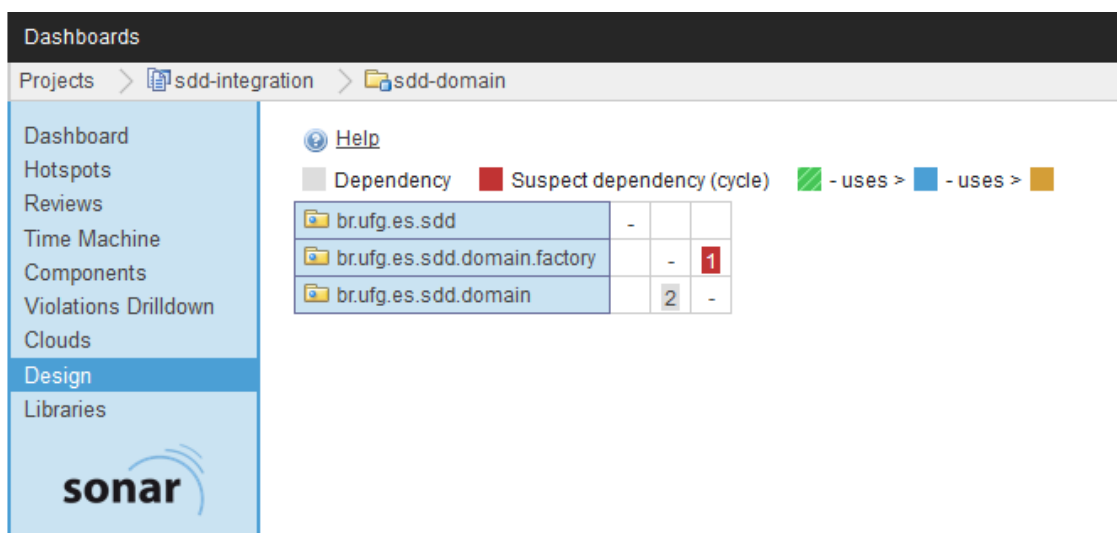 Dashboards
Projects sdd-integration sdd-domain
Dashboard
Hotspots
Reviews
Time Machine
Components
Violations Drilldown
Clouds
Design
Libraries
sonar
Help
Dependency Suspect dependency (cycle) - uses > - uses >
br.ufg.es.sdd -
br.ufg.es.sdd.domain.factory - 1
br.ufg.es.sdd.domain 2 -